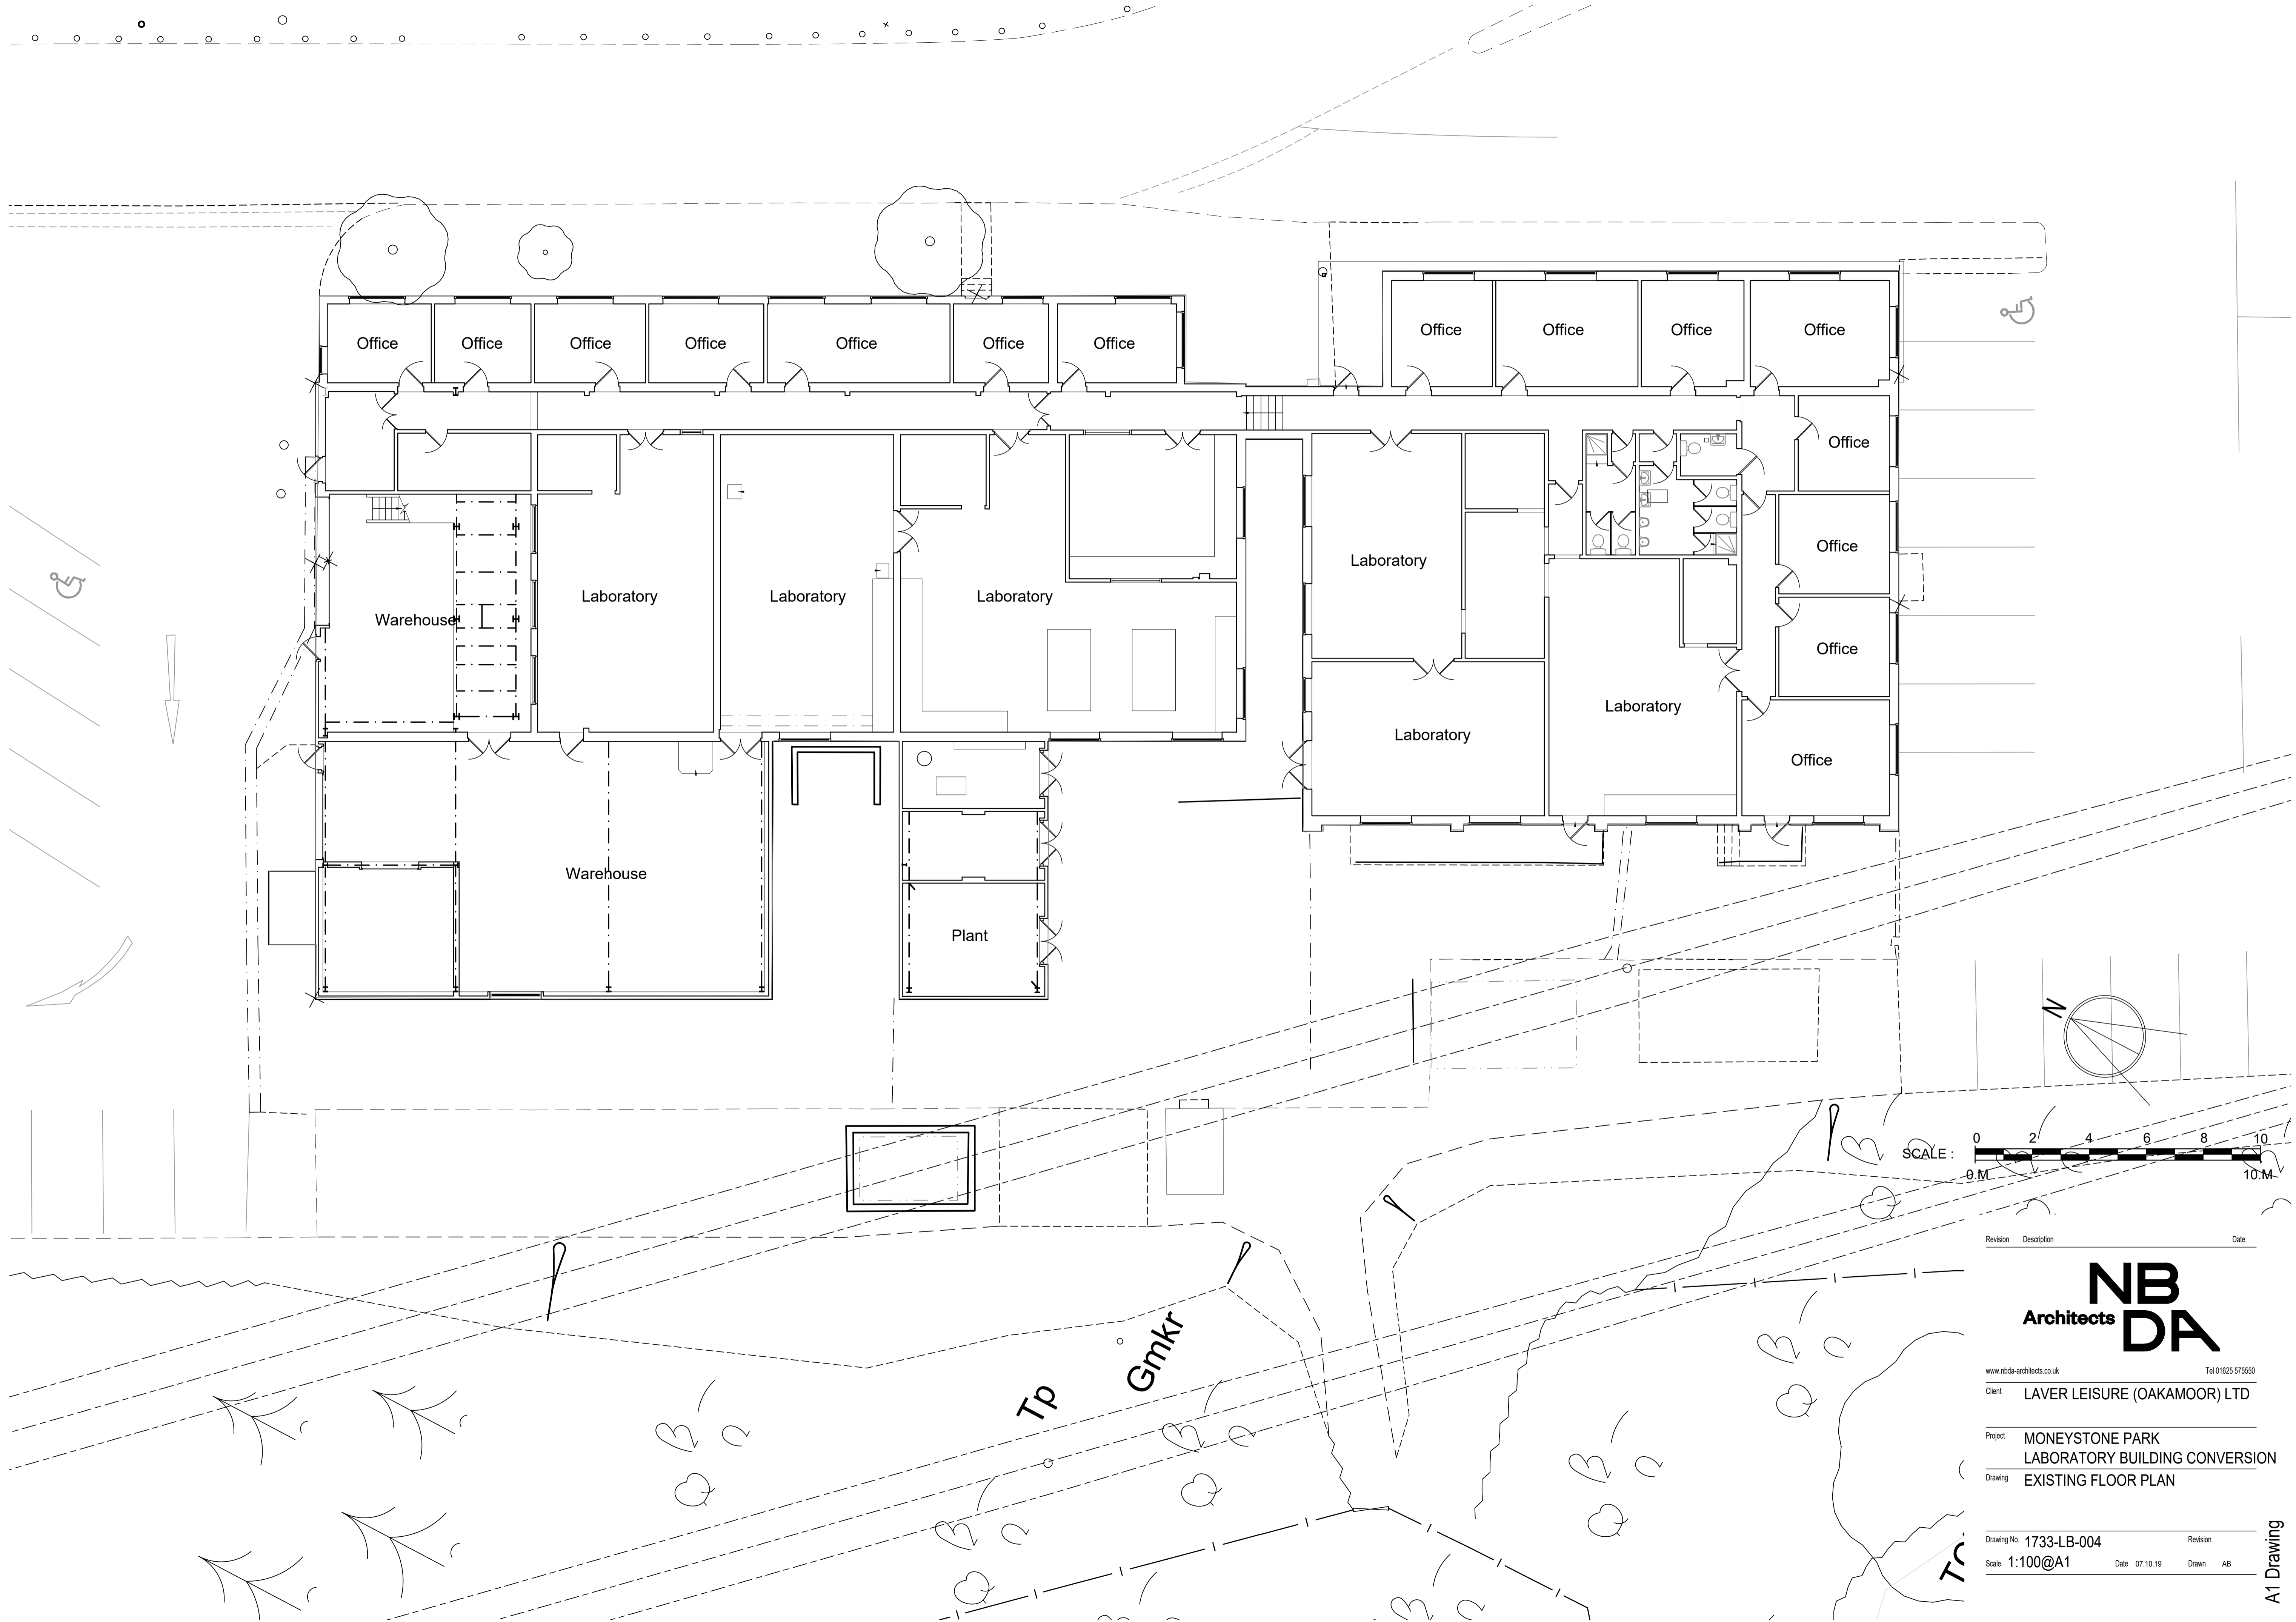 Office Office Office Office
Office Office Office Office Office Office Office
Office
Office
Laboratory
Laboratory Laboratory Laboratory
Warehouse
Office
Laboratory
Laboratory
Office
Warehouse
Plant
N
SCALE :
0 2 4 6 8 10
0.M 10.M
Tp
Gmkr
Revision Description Date
NB
Architects DA
www.nbda-architects.co.uk Tel 01625 575550
Client LAVER LEISURE (OAKAMOOR) LTD
Project MONEYSTONE PARK
LABORATORY BUILDING CONVERSION
Drawing EXISTING FLOOR PLAN
Drawing No. 1733-LB-004 Revision
Scale 1:100@A1 Date 07.10.19 Drawn AB
A1 Drawing